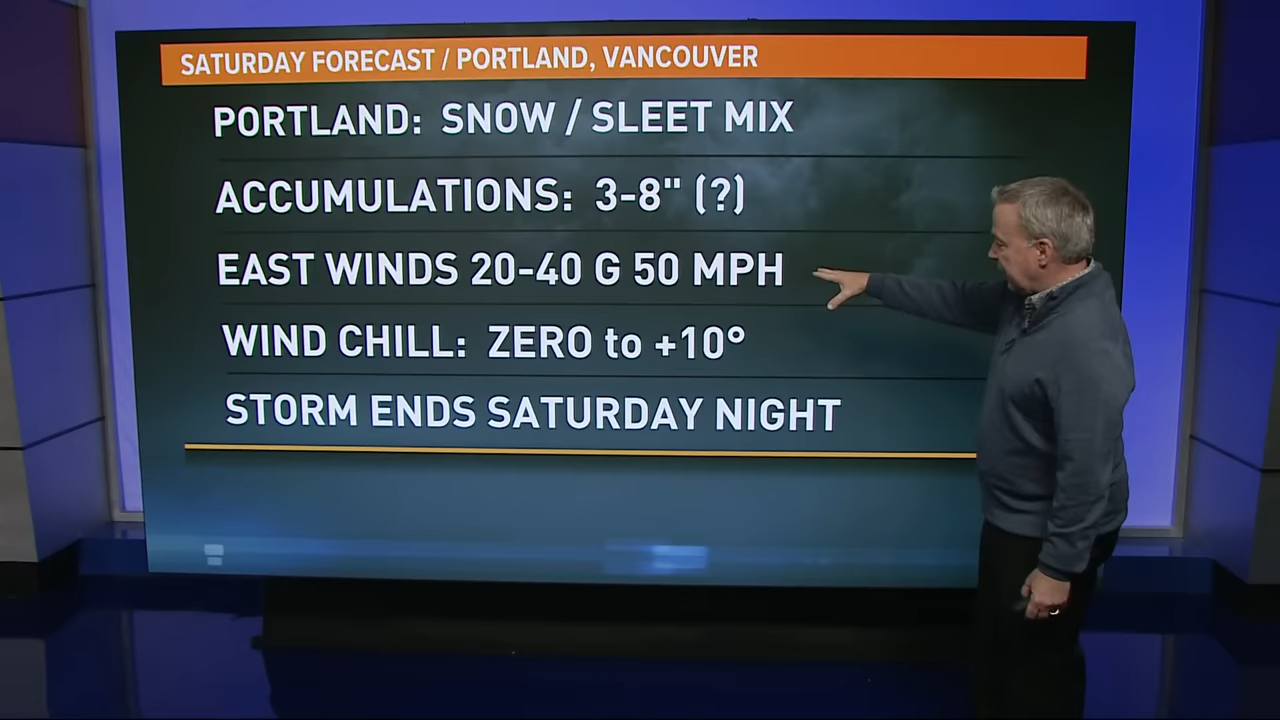 SATURDAY FORECAST / PORTLAND, VANCOUVER
PORTLAND: SNOW / SLEET MIX
ACCUMULATIONS: 3-8" (?)
EAST WINDS 20-40 G 50 MPH
WIND CHILL: ZERO to +10°
STORM ENDS SATURDAY NIGHT